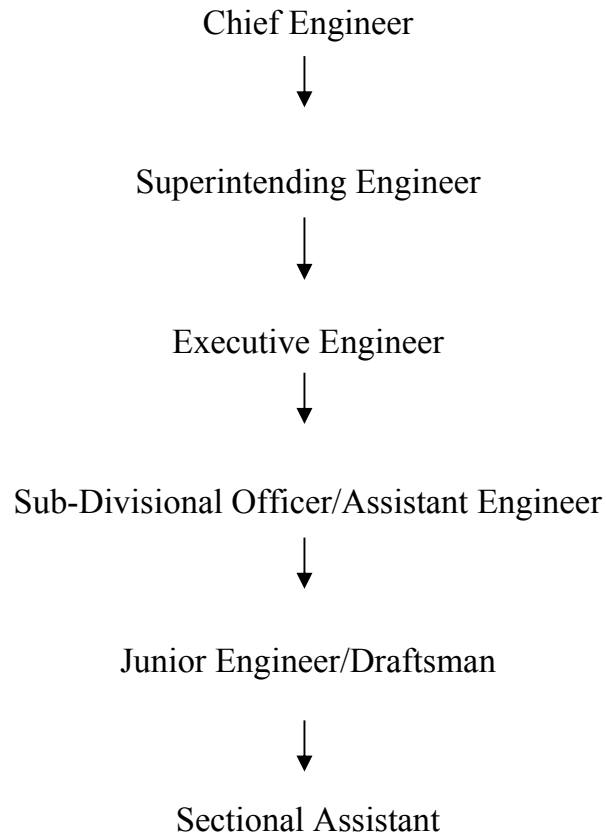 Chief Engineer
Superintending Engineer
Executive Engineer
Sub-Divisional Officer/Assistant Engineer
Junior Engineer/Draftsman
Sectional Assistant